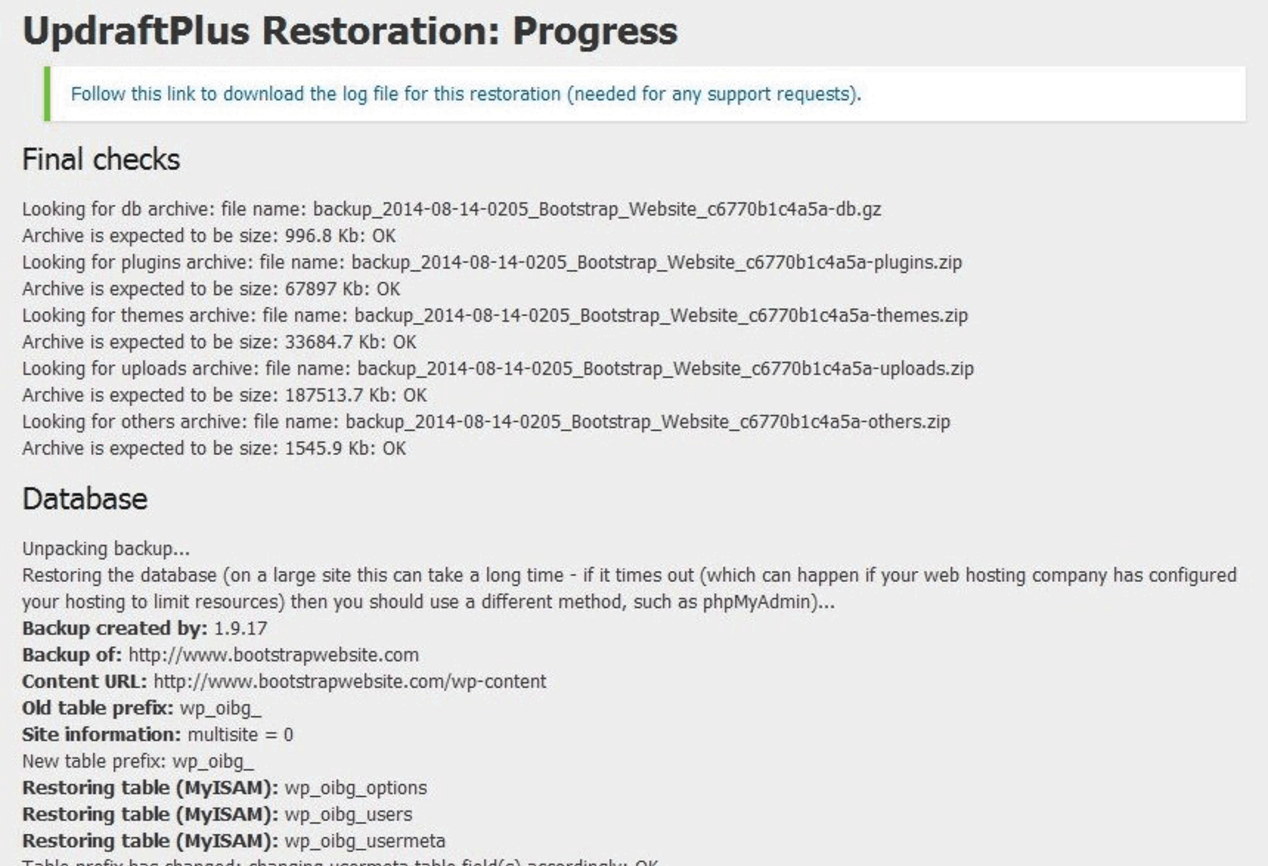 UpdraftPlus Restoration: Progress
Follow this link to download the log file for this restoration (needed for any support requests).
Final checks
Looking for db archive: file name: backup_2014-08-14-0205_Bootstrap_Website_c6770b1c4a5a-db.gz
Archive is expected to be size: 996.8 Kb: OK
Looking for plugins archive: file name: backup_2014-08-14-0205_Bootstrap_Website_c6770b1c4a5a-plugins.zip
Archive is expected to be size: 67897 Kb: OK
Looking for themes archive: file name: backup_2014-08-14-0205_Bootstrap_Website_c6770b1c4a5a-themes.zip
Archive is expected to be size: 33684.7 Kb: OK
Looking for uploads archive: file name: backup_2014-08-14-0205_Bootstrap_Website_c6770b1c4a5a-uploads.zip
Archive is expected to be size: 187513.7 Kb: OK
Looking for others archive: file name: backup_2014-08-14-0205_Bootstrap_Website_c6770b1c4a5a-others.zip
Archive is expected to be size: 1545.9 Kb: OK
Database
Unpacking backup...
Restoring the database (on a large site this can take a long time - if it times out (which can happen if your web hosting company has configured
your hosting to limit resources) then you should use a different method, such as phpMyAdmin)...
Backup created by: 1.9.17
Backup of: http://www.bootstrapwebsite.com
Content URL: http://www.bootstrapwebsite.com/wp-content
Old table prefix: wp_oibg_
Site information: multisite = 0
New table prefix: wp_oibg_
Restoring table (MyISAM): wp_oibg_options
Restoring table (MyISAM): wp_oibg_users
Restoring table (MyISAM): wp_oibg_usermeta
Table prefix has changed: changing usermeta table field(s) accordingly: OK